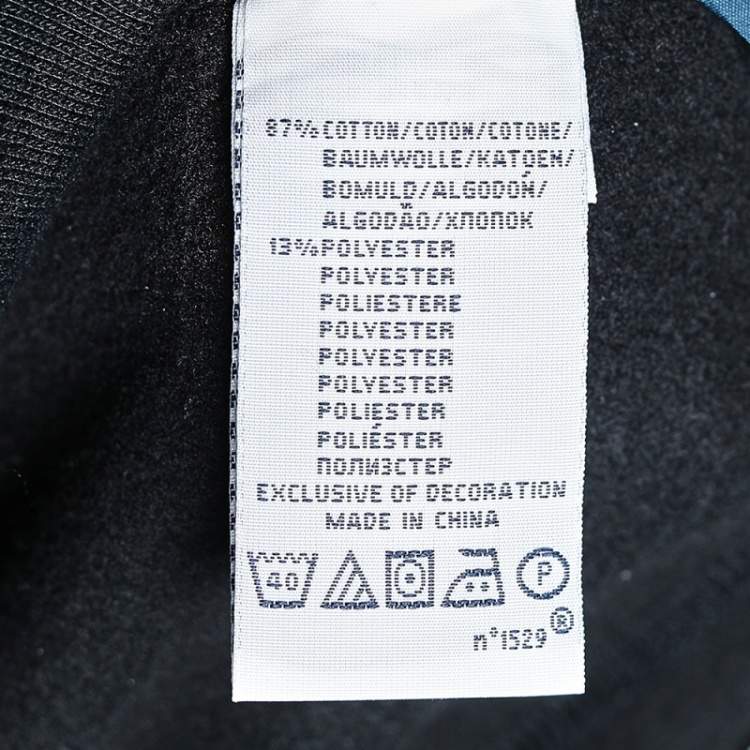 87% COTTON/COTON/COTONE/
BAUMWOLLE/KATOEN/
BOMULD/ALGODÓN/
ALGODÃO/ХЛОПОК
13% POLYESTER
POLYESTER
POLIESTERE
POLYESTER
POLYESTER
POLYESTER
POLIESTER
POLIÉSTER
ПОЛИЭСТЕР
EXCLUSIVE OF DECORATION
MADE IN CHINA
40 P
n°1529®